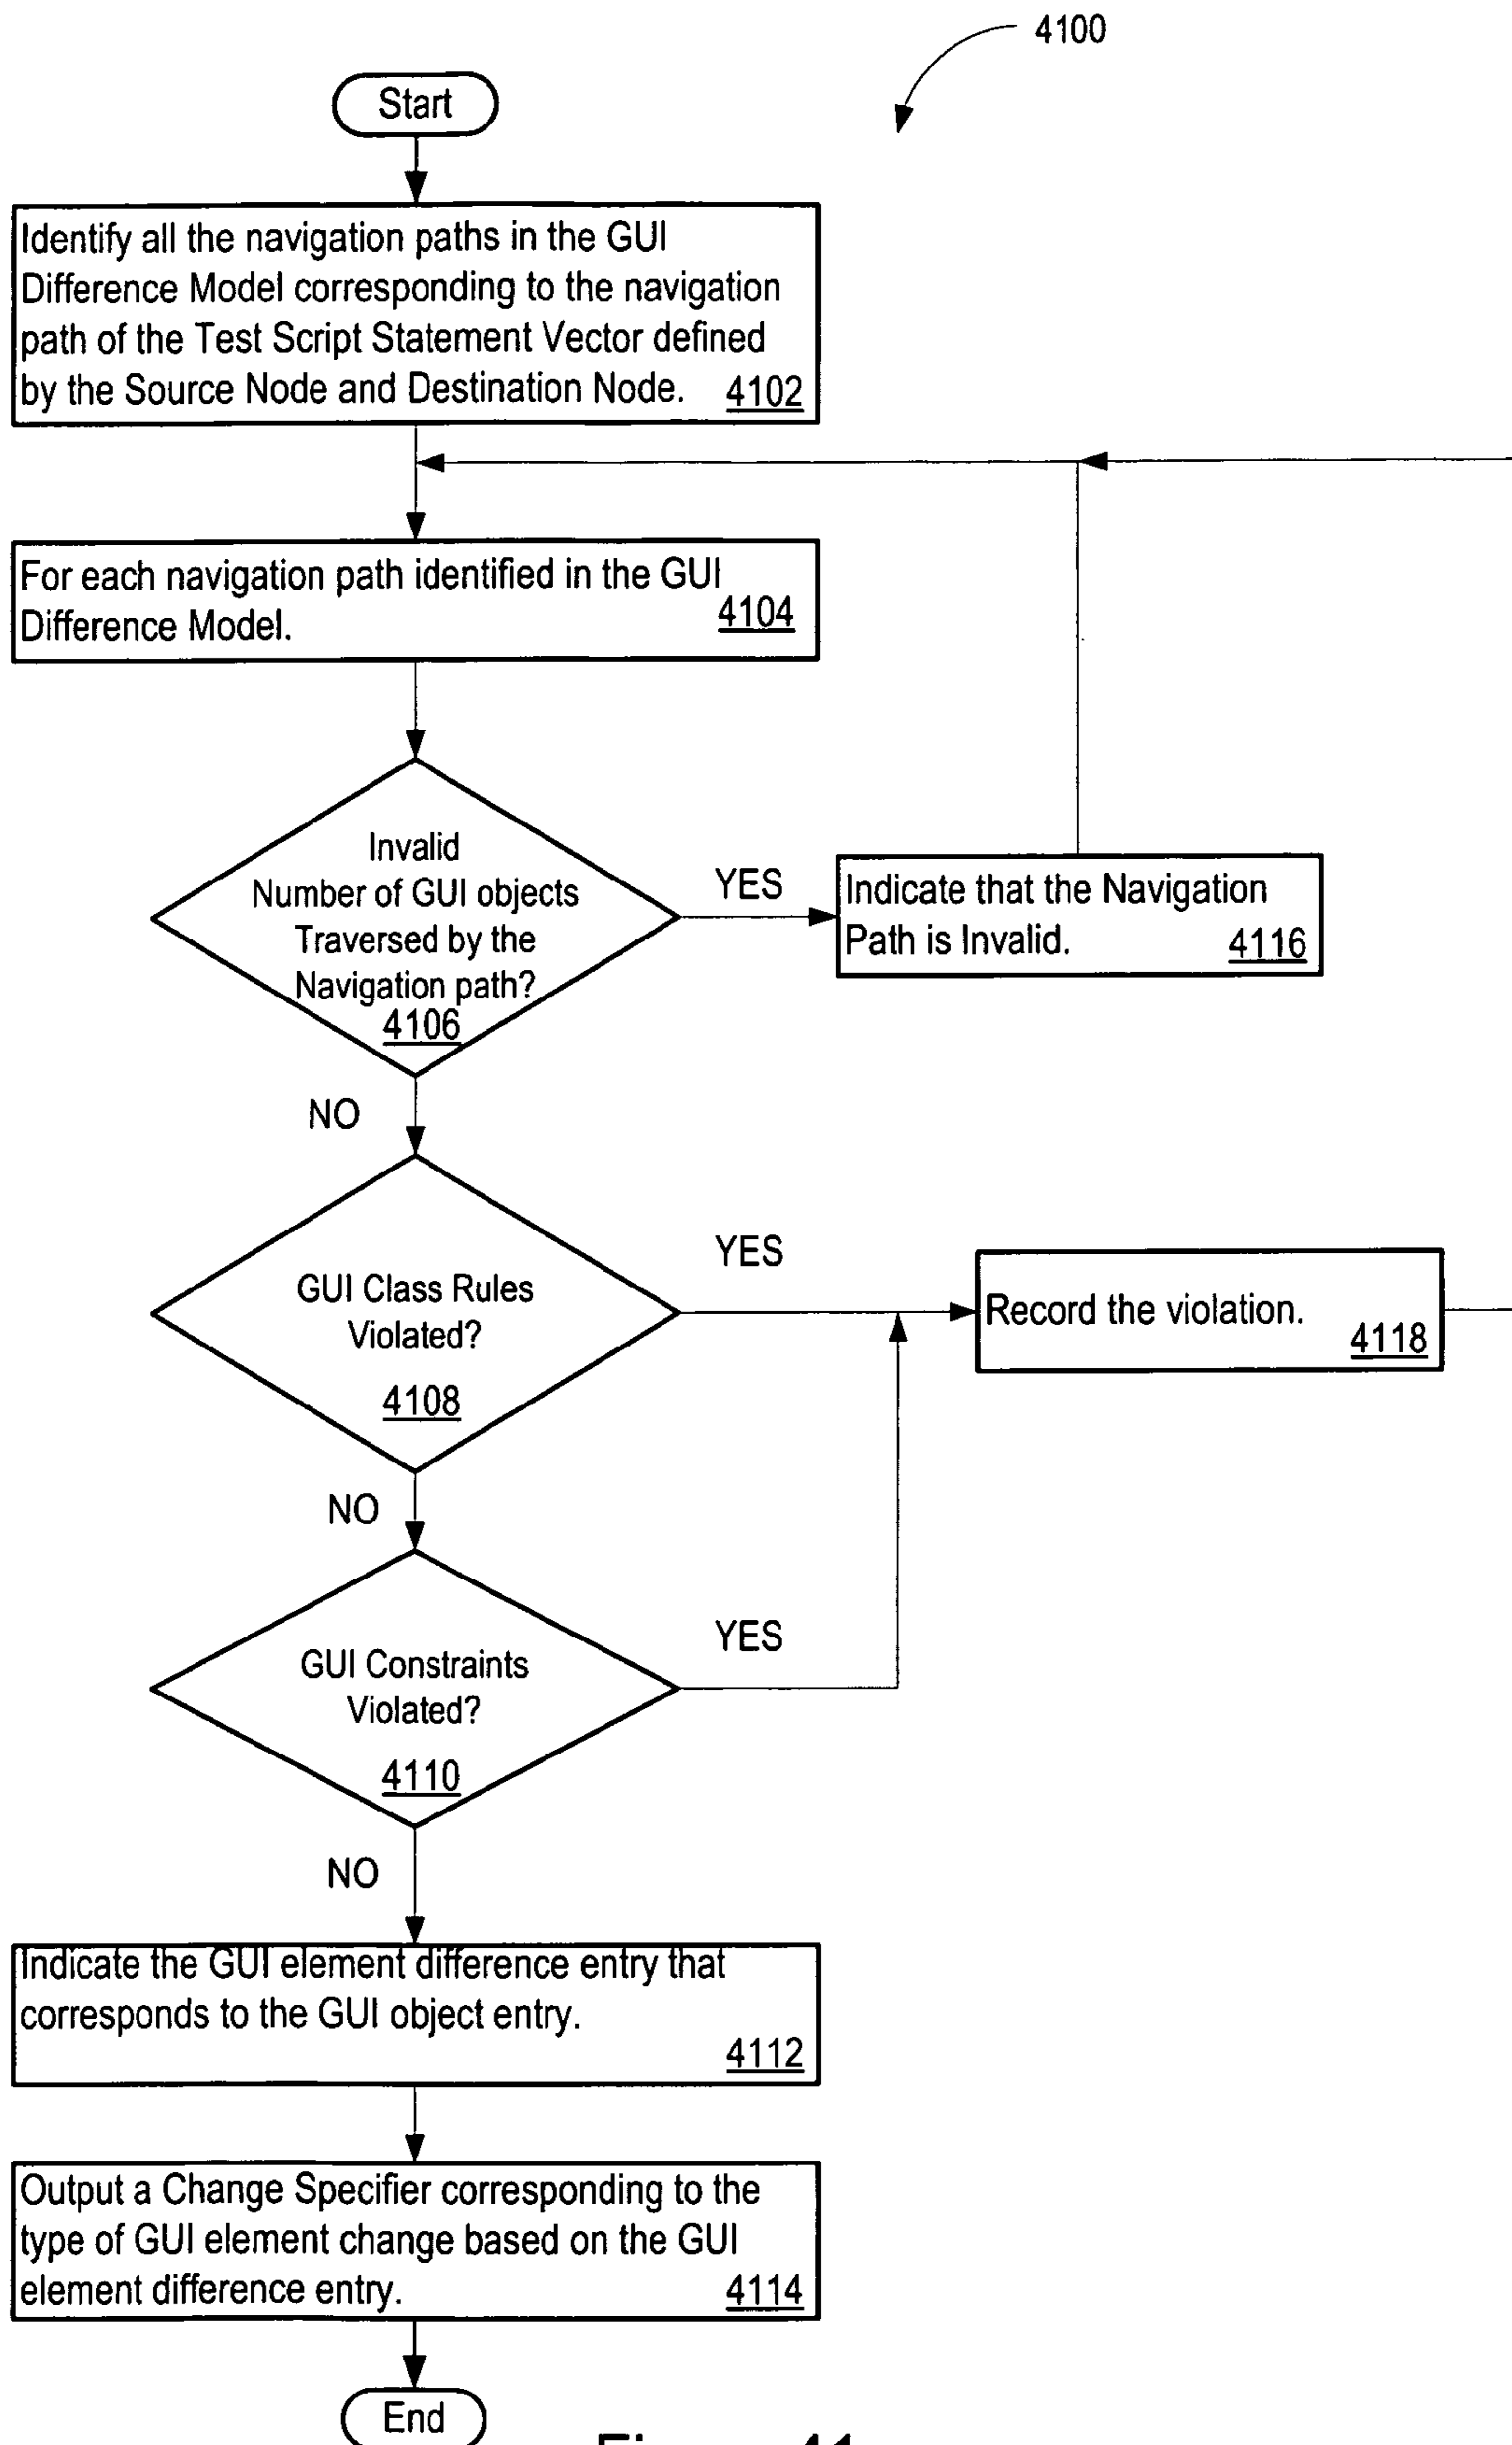 4100
Start
Identify all the navigation paths in the GUI
Difference Model corresponding to the navigation
path of the Test Script Statement Vector defined
by the Source Node and Destination Node. 4102
For each navigation path identified in the GUI
Difference Model. 4104
Invalid
Number of GUI objects
Traversed by the
Navigation path?
4106
YES
Indicate that the Navigation
Path is Invalid. 4116
NO
GUI Class Rules
Violated?
4108
YES
Record the violation.
4118
NO
GUI Constraints
Violated?
4110
YES
NO
Indicate the GUI element difference entry that
corresponds to the GUI object entry.
4112
Output a Change Specifier corresponding to the
type of GUI element change based on the GUI
element difference entry. 4114
End
Figure 41